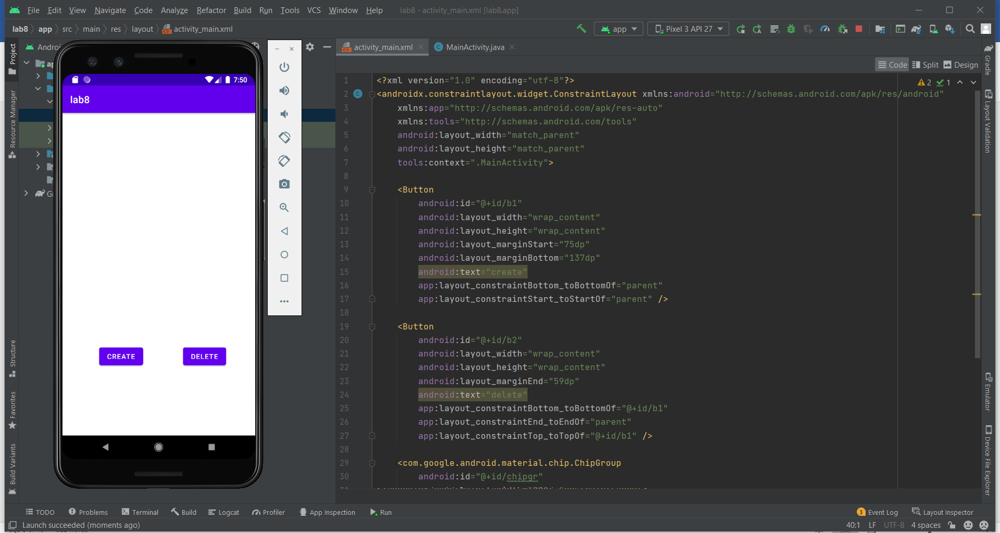 File Edit View Navigate Code Analyze Refactor Build Run Tools VCS Window Help lab8 - activity_main.xml [lab8.app]
lab8 app src main res layout activity_main.xml app Pixel 3 API 27
Project
Resource Manager
Structure
Favorites
Build Variants
7:50
lab8
CREATE DELETE
activity_main.xml MainActivity.java
Code Split Design
2 1
1 <?xml version="1.0" encoding="utf-8"?>
2 <androidx.constraintlayout.widget.ConstraintLayout xmlns:android="http://schemas.android.com/apk/res/android"
3 xmlns:app="http://schemas.android.com/apk/res-auto"
4 xmlns:tools="http://schemas.android.com/tools"
5 android:layout_width="match_parent"
6 android:layout_height="match_parent"
7 tools:context=".MainActivity">
8
9 <Button
10 android:id="@+id/b1"
11 android:layout_width="wrap_content"
12 android:layout_height="wrap_content"
13 android:layout_marginStart="75dp"
14 android:layout_marginBottom="137dp"
15 android:text="create"
16 app:layout_constraintBottom_toBottomOf="parent"
17 app:layout_constraintStart_toStartOf="parent" />
18
19 <Button
20 android:id="@+id/b2"
21 android:layout_width="wrap_content"
22 android:layout_height="wrap_content"
23 android:layout_marginEnd="59dp"
24 android:text="delete"
25 app:layout_constraintBottom_toBottomOf="@+id/b1"
26 app:layout_constraintEnd_toEndOf="parent"
27 app:layout_constraintTop_toTopOf="@+id/b1" />
28
29 <com.google.android.material.chip.ChipGroup
30 android:id="@+id/chipgr"
Gradle
Layout Validation
Emulator
Device File Explorer
TODO Problems Terminal Build Logcat Profiler App Inspection Run 3 Event Log Layout Inspector
Launch succeeded (moments ago) 40:1 LF UTF-8 4 spaces